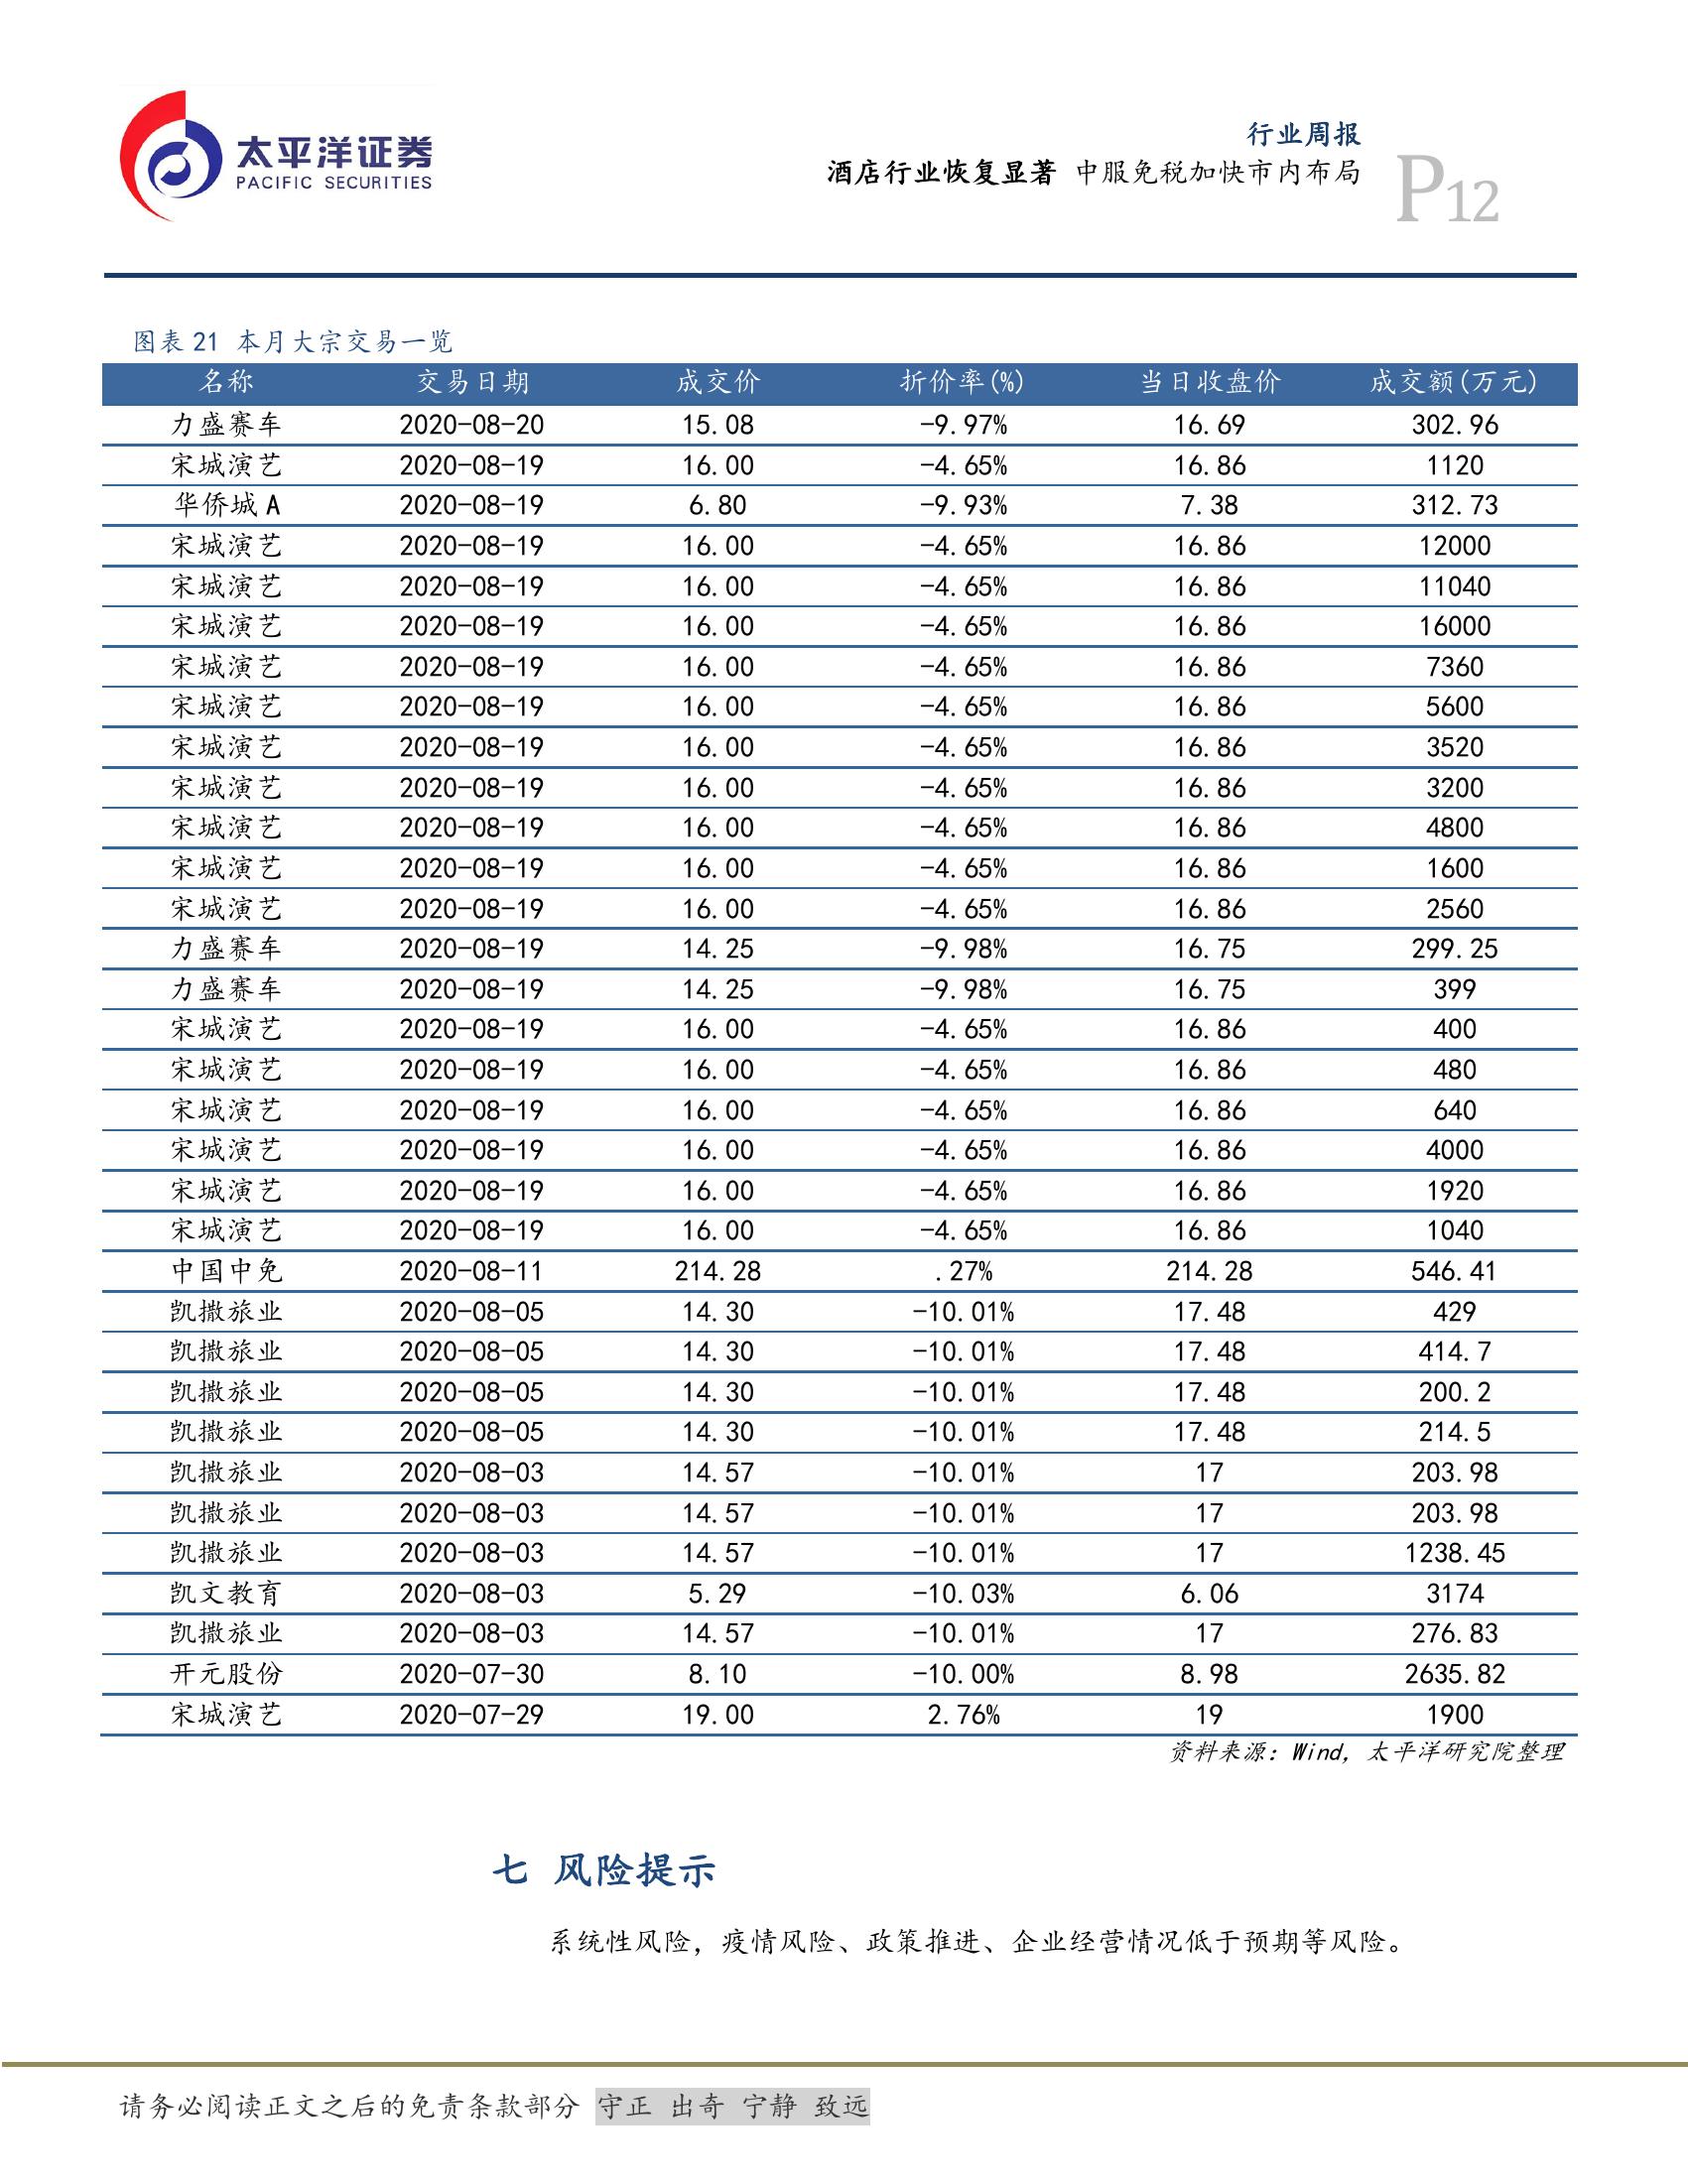 太平洋证券
PACIFIC SECURITIES
行业周报
酒店行业恢复显著 中服免税加快市内布局
P12
图表 21 本月大宗交易一览
名称 交易日期 成交价 折价率(%) 当日收盘价 成交额(万元)
力盛赛车 2020-08-20 15.08 -9.97% 16.69 302.96
宋城演艺 2020-08-19 16.00 -4.65% 16.86 1120
华侨城 A 2020-08-19 6.80 -9.93% 7.38 312.73
宋城演艺 2020-08-19 16.00 -4.65% 16.86 12000
宋城演艺 2020-08-19 16.00 -4.65% 16.86 11040
宋城演艺 2020-08-19 16.00 -4.65% 16.86 16000
宋城演艺 2020-08-19 16.00 -4.65% 16.86 7360
宋城演艺 2020-08-19 16.00 -4.65% 16.86 5600
宋城演艺 2020-08-19 16.00 -4.65% 16.86 3520
宋城演艺 2020-08-19 16.00 -4.65% 16.86 3200
宋城演艺 2020-08-19 16.00 -4.65% 16.86 4800
宋城演艺 2020-08-19 16.00 -4.65% 16.86 1600
宋城演艺 2020-08-19 16.00 -4.65% 16.86 2560
力盛赛车 2020-08-19 14.25 -9.98% 16.75 299.25
力盛赛车 2020-08-19 14.25 -9.98% 16.75 399
宋城演艺 2020-08-19 16.00 -4.65% 16.86 400
宋城演艺 2020-08-19 16.00 -4.65% 16.86 480
宋城演艺 2020-08-19 16.00 -4.65% 16.86 640
宋城演艺 2020-08-19 16.00 -4.65% 16.86 4000
宋城演艺 2020-08-19 16.00 -4.65% 16.86 1920
宋城演艺 2020-08-19 16.00 -4.65% 16.86 1040
中国中免 2020-08-11 214.28 .27% 214.28 546.41
凯撒旅业 2020-08-05 14.30 -10.01% 17.48 429
凯撒旅业 2020-08-05 14.30 -10.01% 17.48 414.7
凯撒旅业 2020-08-05 14.30 -10.01% 17.48 200.2
凯撒旅业 2020-08-05 14.30 -10.01% 17.48 214.5
凯撒旅业 2020-08-03 14.57 -10.01% 17 203.98
凯撒旅业 2020-08-03 14.57 -10.01% 17 203.98
凯撒旅业 2020-08-03 14.57 -10.01% 17 1238.45
凯文教育 2020-08-03 5.29 -10.03% 6.06 3174
凯撒旅业 2020-08-03 14.57 -10.01% 17 276.83
开元股份 2020-07-30 8.10 -10.00% 8.98 2635.82
宋城演艺 2020-07-29 19.00 2.76% 19 1900
资料来源：Wind，太平洋研究院整理
七 风险提示
系统性风险，疫情风险、政策推进、企业经营情况低于预期等风险。
请务必阅读正文之后的免责条款部分 守正 出奇 宁静 致远